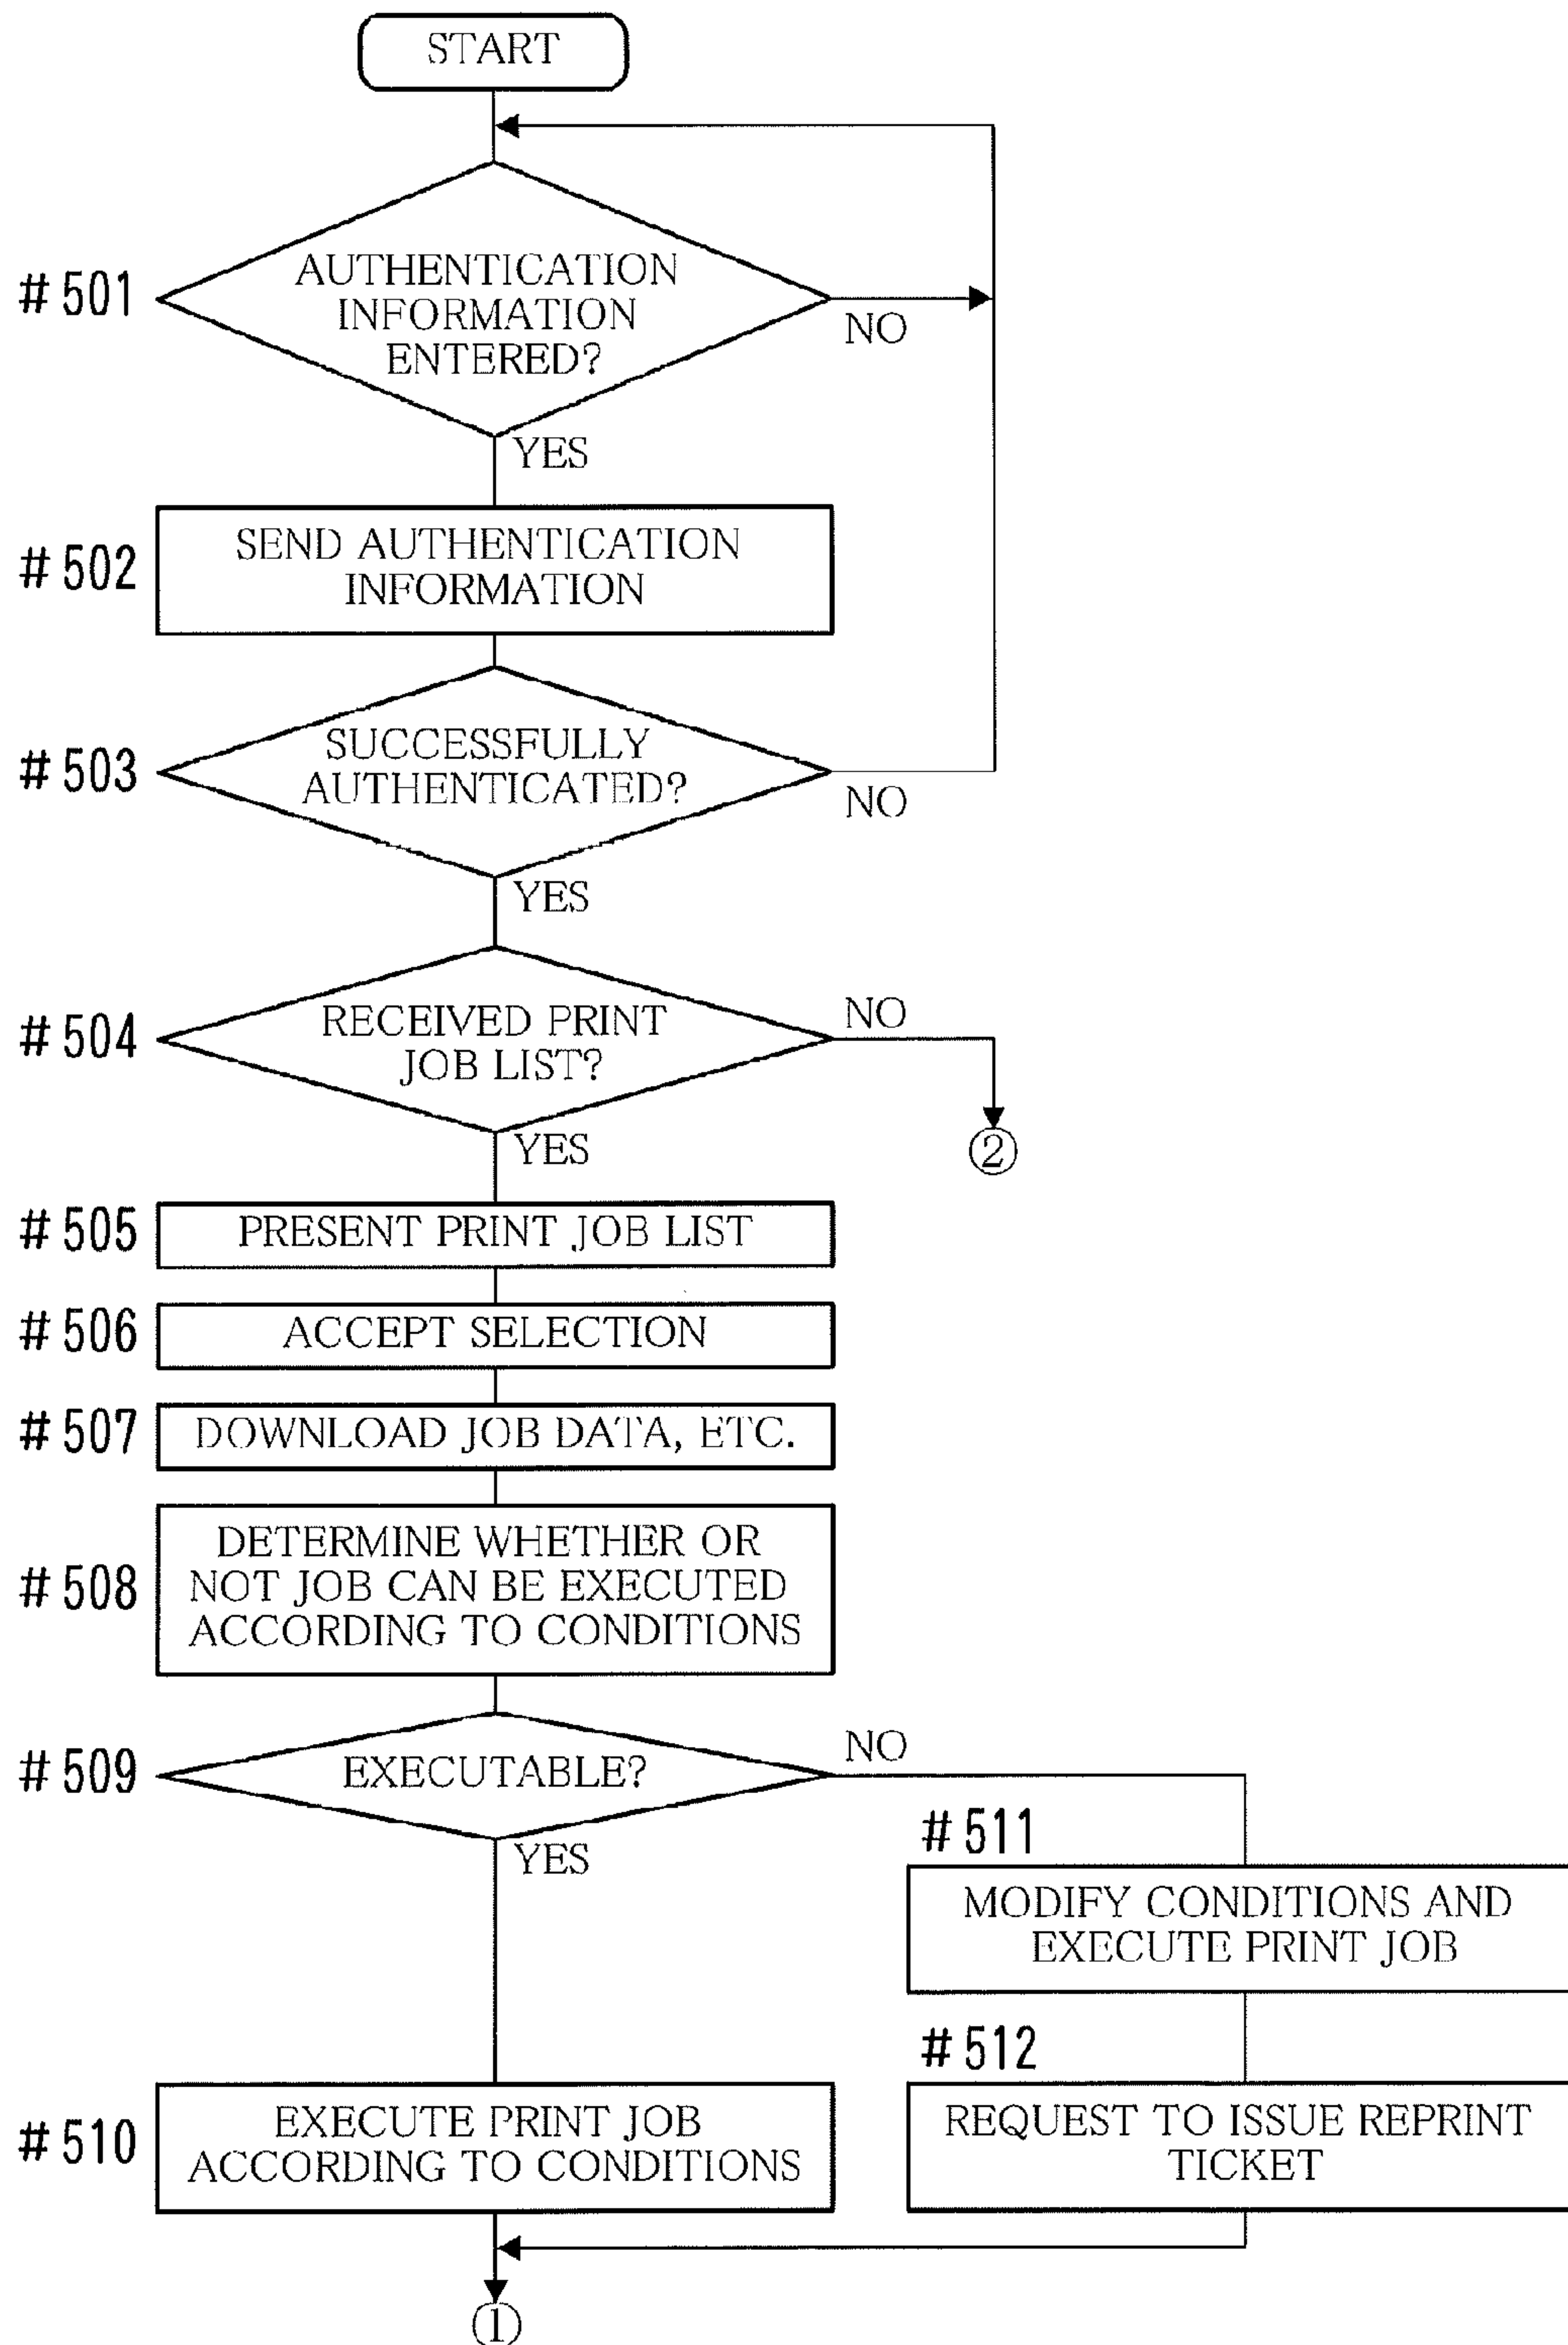 START
#501
AUTHENTICATION
INFORMATION
ENTERED?
NO
YES
#502
SEND AUTHENTICATION
INFORMATION
#503
SUCCESSFULLY
AUTHENTICATED?
NO
YES
#504
RECEIVED PRINT
JOB LIST?
NO
②
YES
#505
PRESENT PRINT JOB LIST
#506
ACCEPT SELECTION
#507
DOWNLOAD JOB DATA, ETC.
#508
DETERMINE WHETHER OR
NOT JOB CAN BE EXECUTED
ACCORDING TO CONDITIONS
#509
EXECUTABLE?
NO
YES
#511
MODIFY CONDITIONS AND
EXECUTE PRINT JOB
#512
REQUEST TO ISSUE REPRINT
TICKET
#510
EXECUTE PRINT JOB
ACCORDING TO CONDITIONS
①